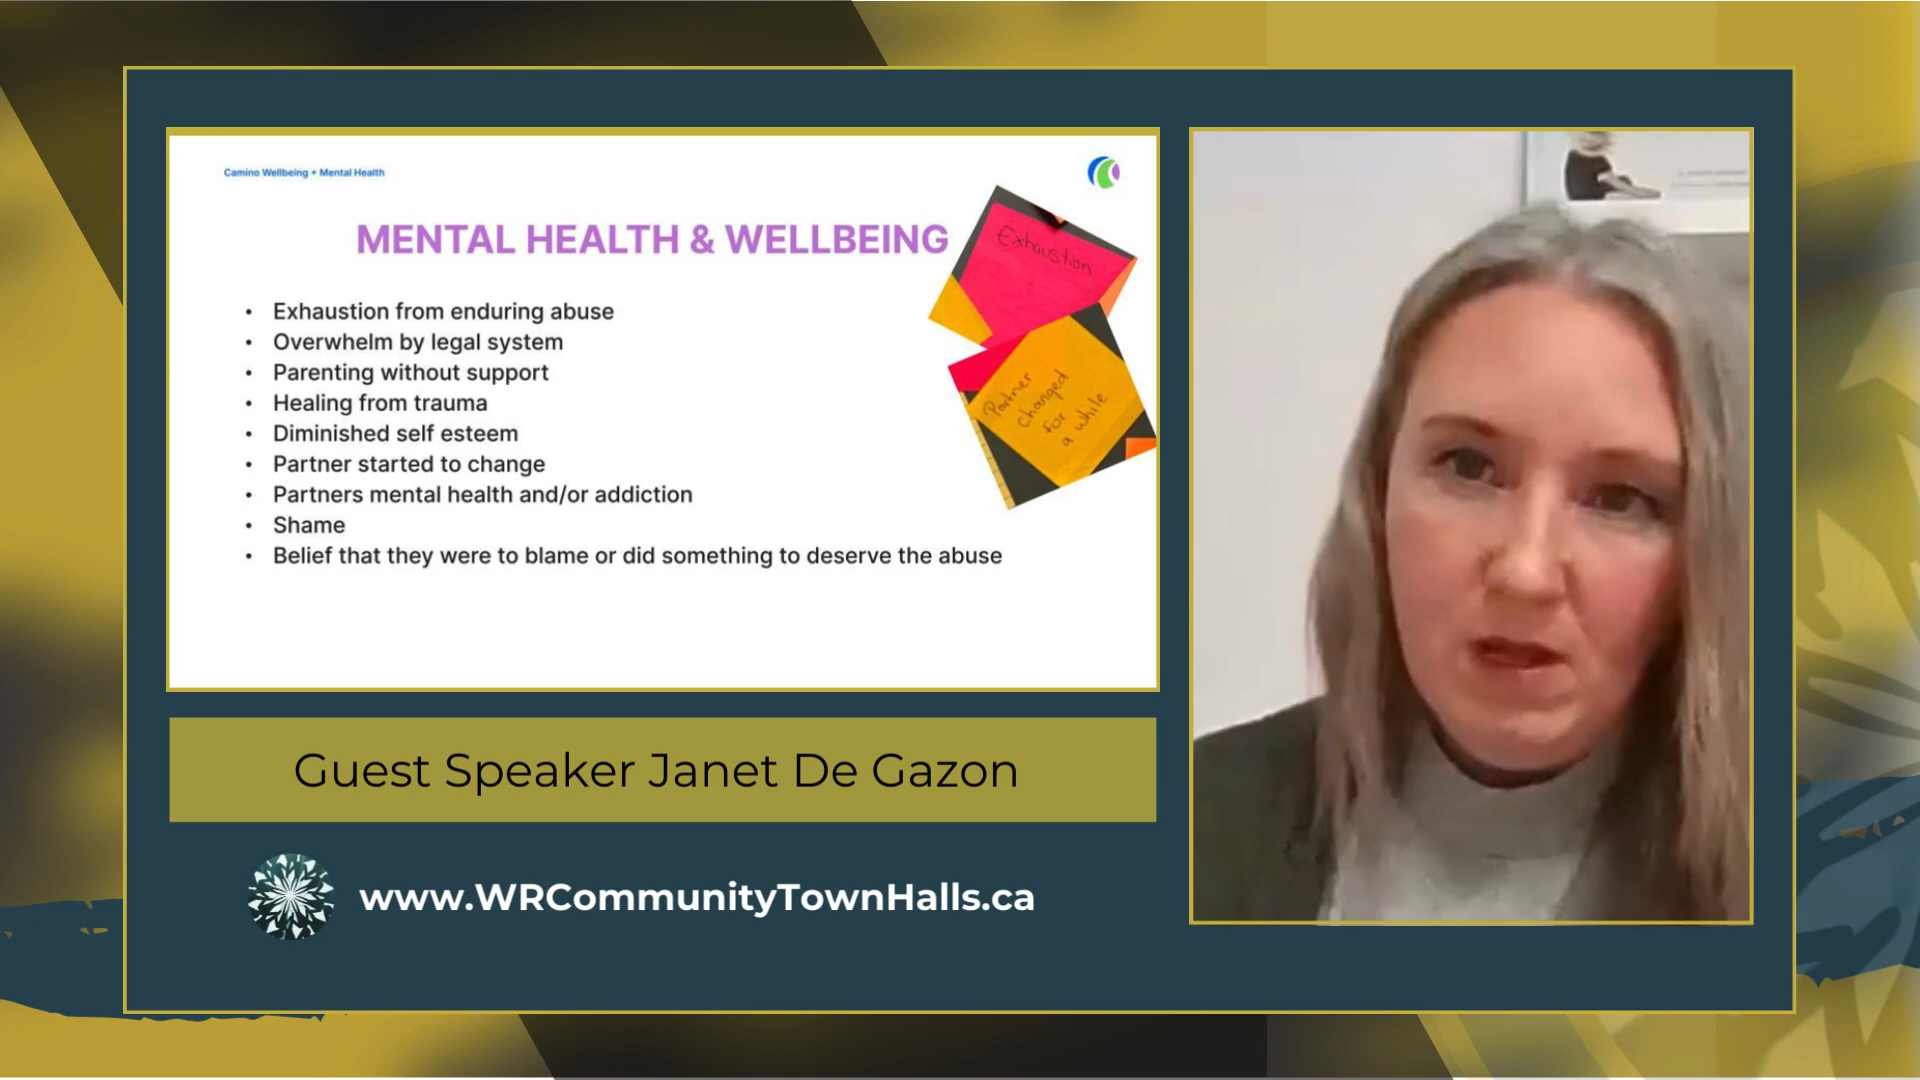 Camino Wellbeing + Mental Health
MENTAL HEALTH & WELLBEING
• Exhaustion from enduring abuse
• Overwhelm by legal system
• Parenting without support
• Healing from trauma
• Diminished self esteem
• Partner started to change
• Partners mental health and/or addiction
• Shame
• Belief that they were to blame or did something to deserve the abuse
Exhaustion
Partner
changed
for
a while
Guest Speaker Janet De Gazon
www.WRCommunityTownHalls.ca